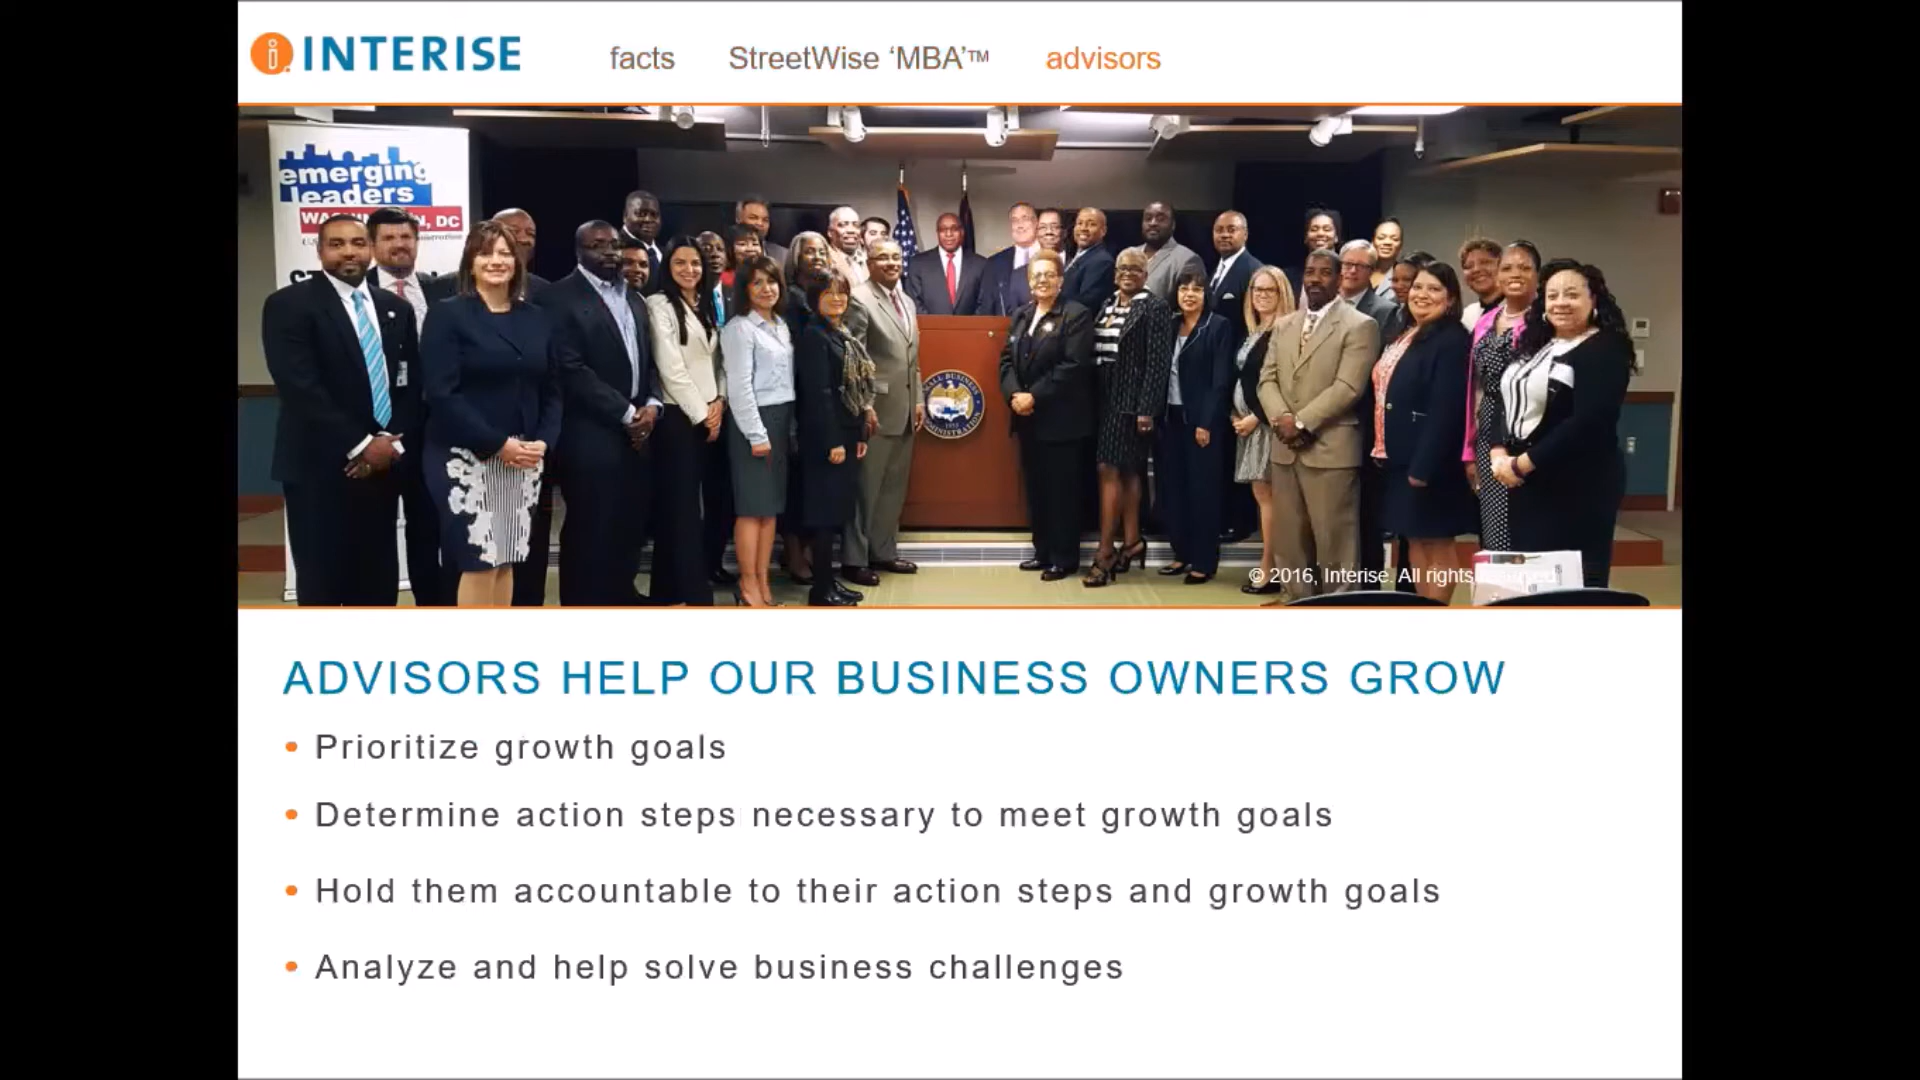 INTERISE
facts StreetWise ‘MBA’™ advisors
emerging
leaders
DC
© 2016, Interise. All rights
ADVISORS HELP OUR BUSINESS OWNERS GROW
• Prioritize growth goals
• Determine action steps necessary to meet growth goals
• Hold them accountable to their action steps and growth goals
• Analyze and help solve business challenges